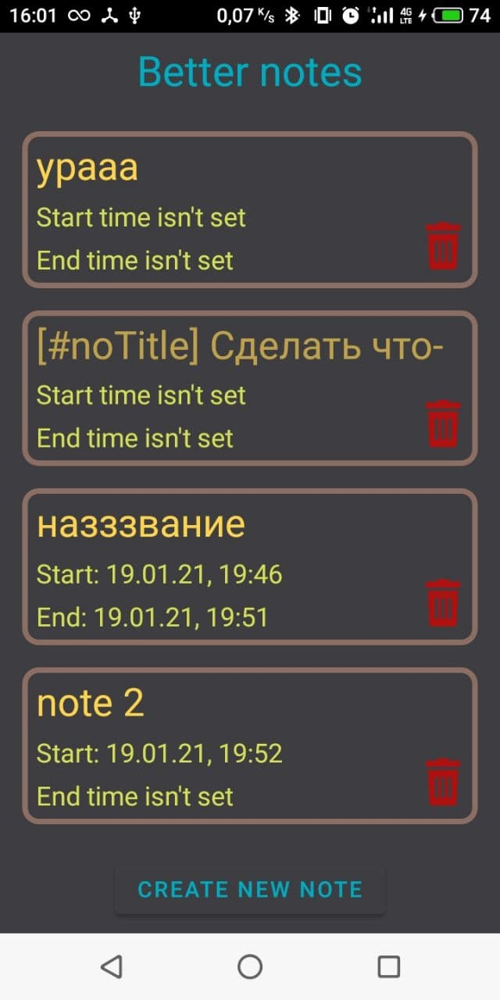 16:01 0,07 K/s 4G LTE 74
Better notes
ураaа
Start time isn't set
End time isn't set
[#noTitle] Сделать что-
Start time isn't set
End time isn't set
назззвание
Start: 19.01.21, 19:46
End: 19.01.21, 19:51
note 2
Start: 19.01.21, 19:52
End time isn't set
CREATE NEW NOTE